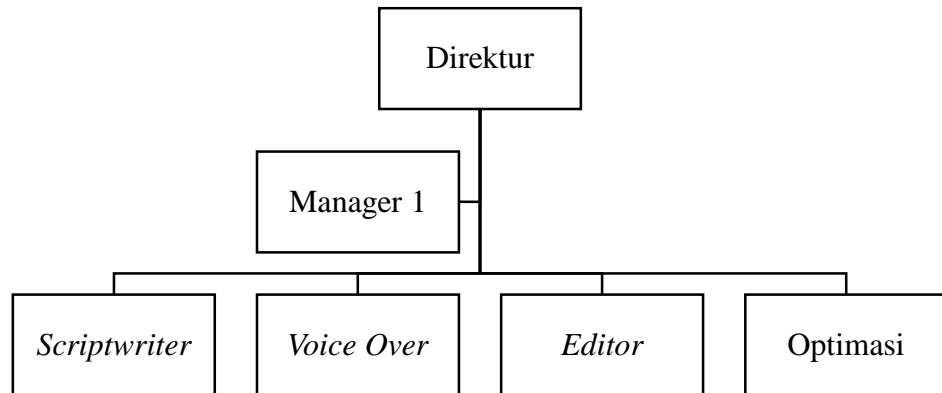 Direktur
Manager 1
Scriptwriter
Voice Over
Editor
Optimasi